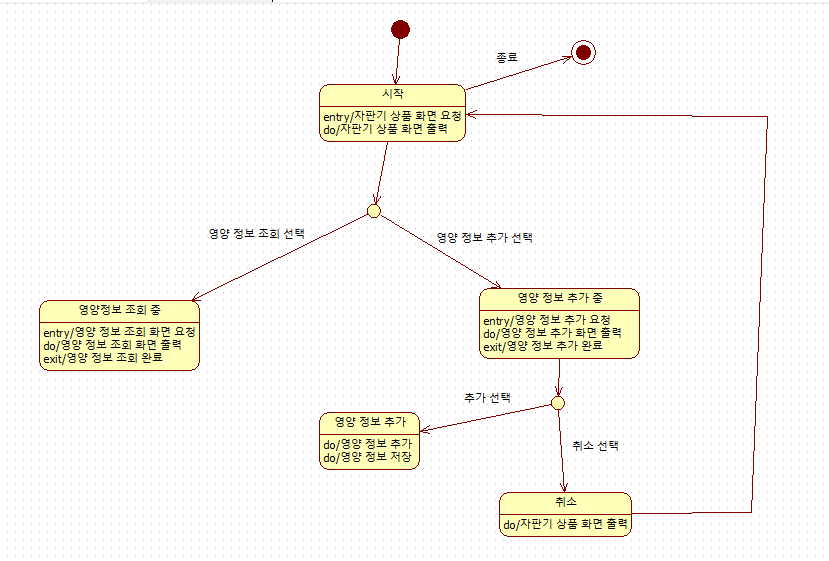 종료
시작
entry/자판기 상품 화면 요청
do/자판기 상품 화면 출력
영양 정보 조회 선택
영양 정보 추가 선택
영양정보 조회 중
entry/영양 정보 조회 화면 요청
do/영양 정보 조회 화면 출력
exit/영양 정보 조회 완료
영양 정보 추가 중
entry/영양 정보 추가 요청
do/영양 정보 추가 화면 출력
exit/영양 정보 추가 완료
추가 선택
영양 정보 추가
do/영양 정보 추가
do/영양 정보 저장
취소 선택
취소
do/자판기 상품 화면 출력